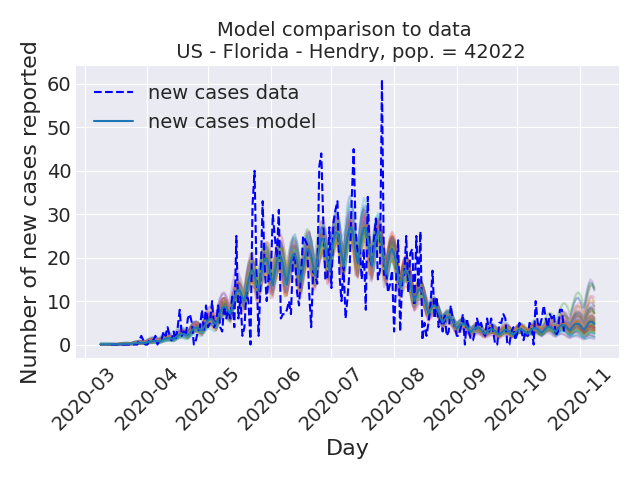 Model comparison to data
US - Florida - Hendry, pop. = 42022
Number of new cases reported
60
50
40
30
20
10
0
new cases data
new cases model
2020-03
2020-04
2020-05
2020-06
2020-07
2020-08
2020-09
2020-10
2020-11
Day